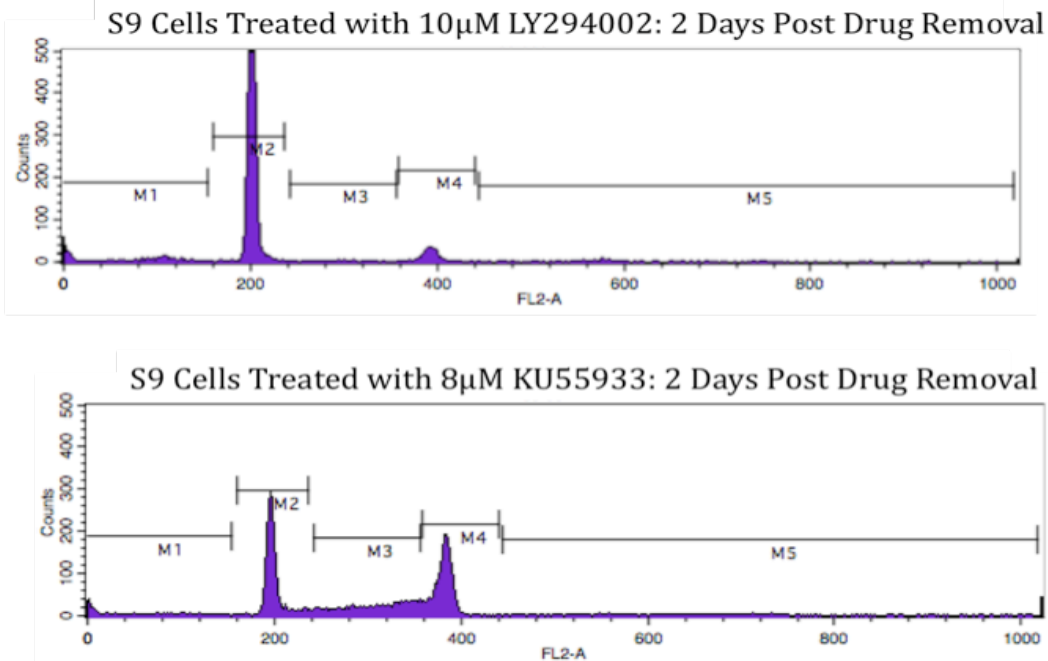 S9 Cells Treated with 10µM LY294002: 2 Days Post Drug Removal
Counts
500
400
300
200
100
0
M1
M2
M3
M4
M5
0 200 400 600 800 1000
FL2-A
S9 Cells Treated with 8µM KU55933: 2 Days Post Drug Removal
Counts
500
400
300
200
100
0
M1
M2
M3
M4
M5
0 200 400 600 800 1000
FL2-A